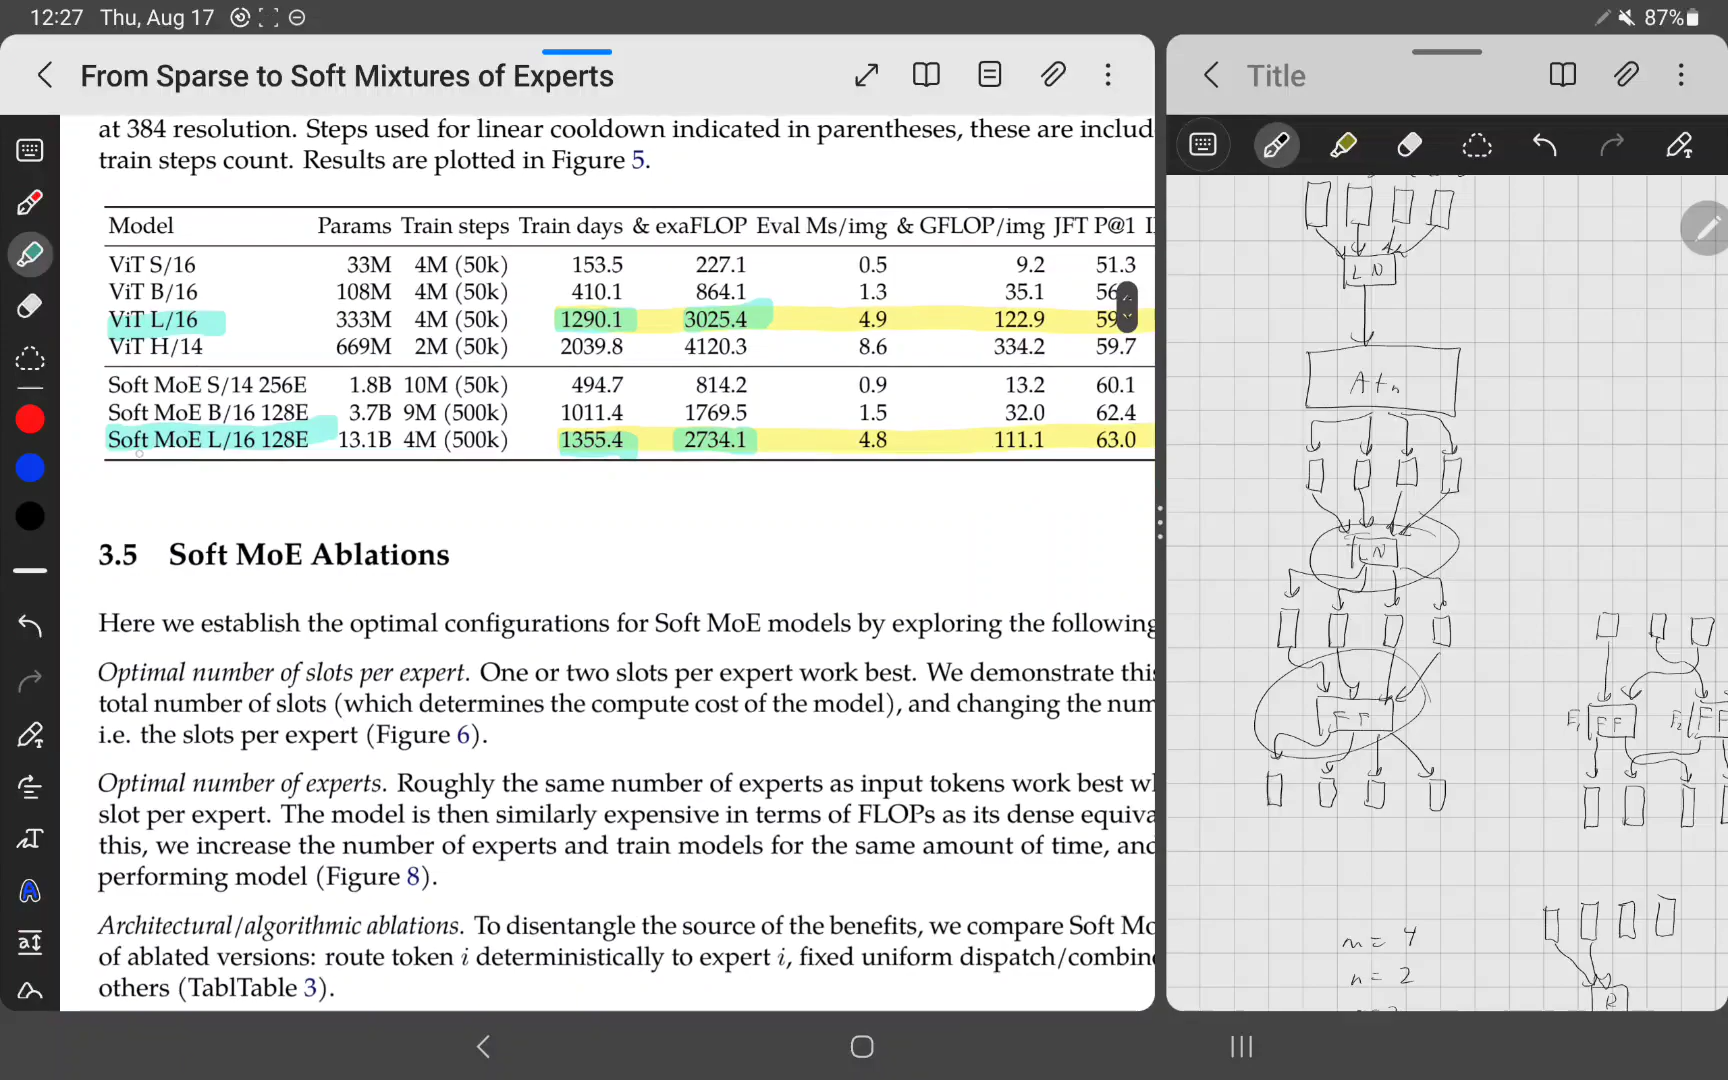 12:27 Thu, Aug 17
87%
From Sparse to Soft Mixtures of Experts
Title
at 384 resolution. Steps used for linear cooldown indicated in parentheses, these are includ
train steps count. Results are plotted in Figure 5.
Model Params Train steps Train days & exaFLOP Eval Ms/img & GFLOP/img JFT P@1 I
ViT S/16 33M 4M (50k) 153.5 227.1 0.5 9.2 51.3
ViT B/16 108M 4M (50k) 410.1 864.1 1.3 35.1 56
ViT L/16 333M 4M (50k) 1290.1 3025.4 4.9 122.9 59
ViT H/14 669M 2M (50k) 2039.8 4120.3 8.6 334.2 59.7
Soft MoE S/14 256E 1.8B 10M (50k) 494.7 814.2 0.9 13.2 60.1
Soft MoE B/16 128E 3.7B 9M (500k) 1011.4 1769.5 1.5 32.0 62.4
Soft MoE L/16 128E 13.1B 4M (500k) 1355.4 2734.1 4.8 111.1 63.0
3.5 Soft MoE Ablations
Here we establish the optimal configurations for Soft MoE models by exploring the following
Optimal number of slots per expert. One or two slots per expert work best. We demonstrate this
total number of slots (which determines the compute cost of the model), and changing the num
i.e. the slots per expert (Figure 6).
Optimal number of experts. Roughly the same number of experts as input tokens work best wh
slot per expert. The model is then similarly expensive in terms of FLOPs as its dense equiva
this, we increase the number of experts and train models for the same amount of time, and
performing model (Figure 8).
Architectural/algorithmic ablations. To disentangle the source of the benefits, we compare Soft Mo
of ablated versions: route token i deterministically to expert i, fixed uniform dispatch/combine
others (TablTable 3).
LN
Atn
LN
FF
E1 FF E2 FF
m = 4
n = 2
R